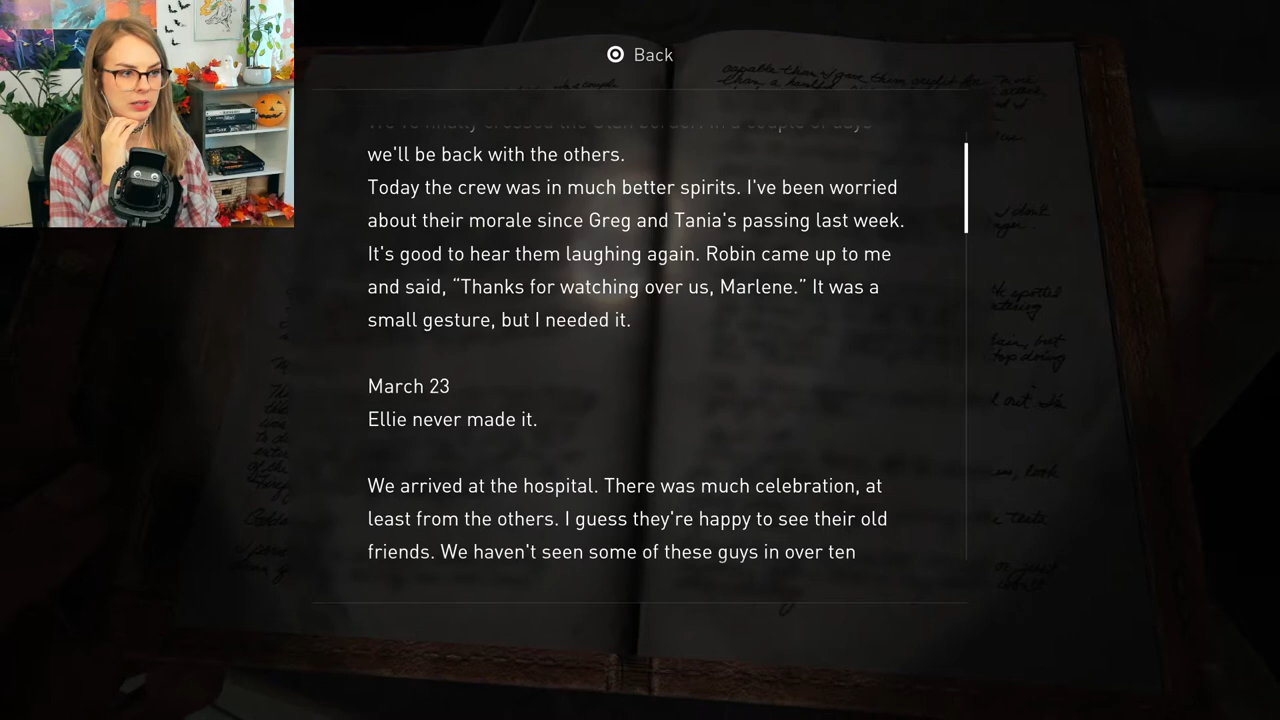 Back
we'll be back with the others.
Today the crew was in much better spirits. I've been worried
about their morale since Greg and Tania's passing last week.
It's good to hear them laughing again. Robin came up to me
and said, “Thanks for watching over us, Marlene.” It was a
small gesture, but I needed it.
March 23
Ellie never made it.
We arrived at the hospital. There was much celebration, at
least from the others. I guess they're happy to see their old
friends. We haven't seen some of these guys in over ten